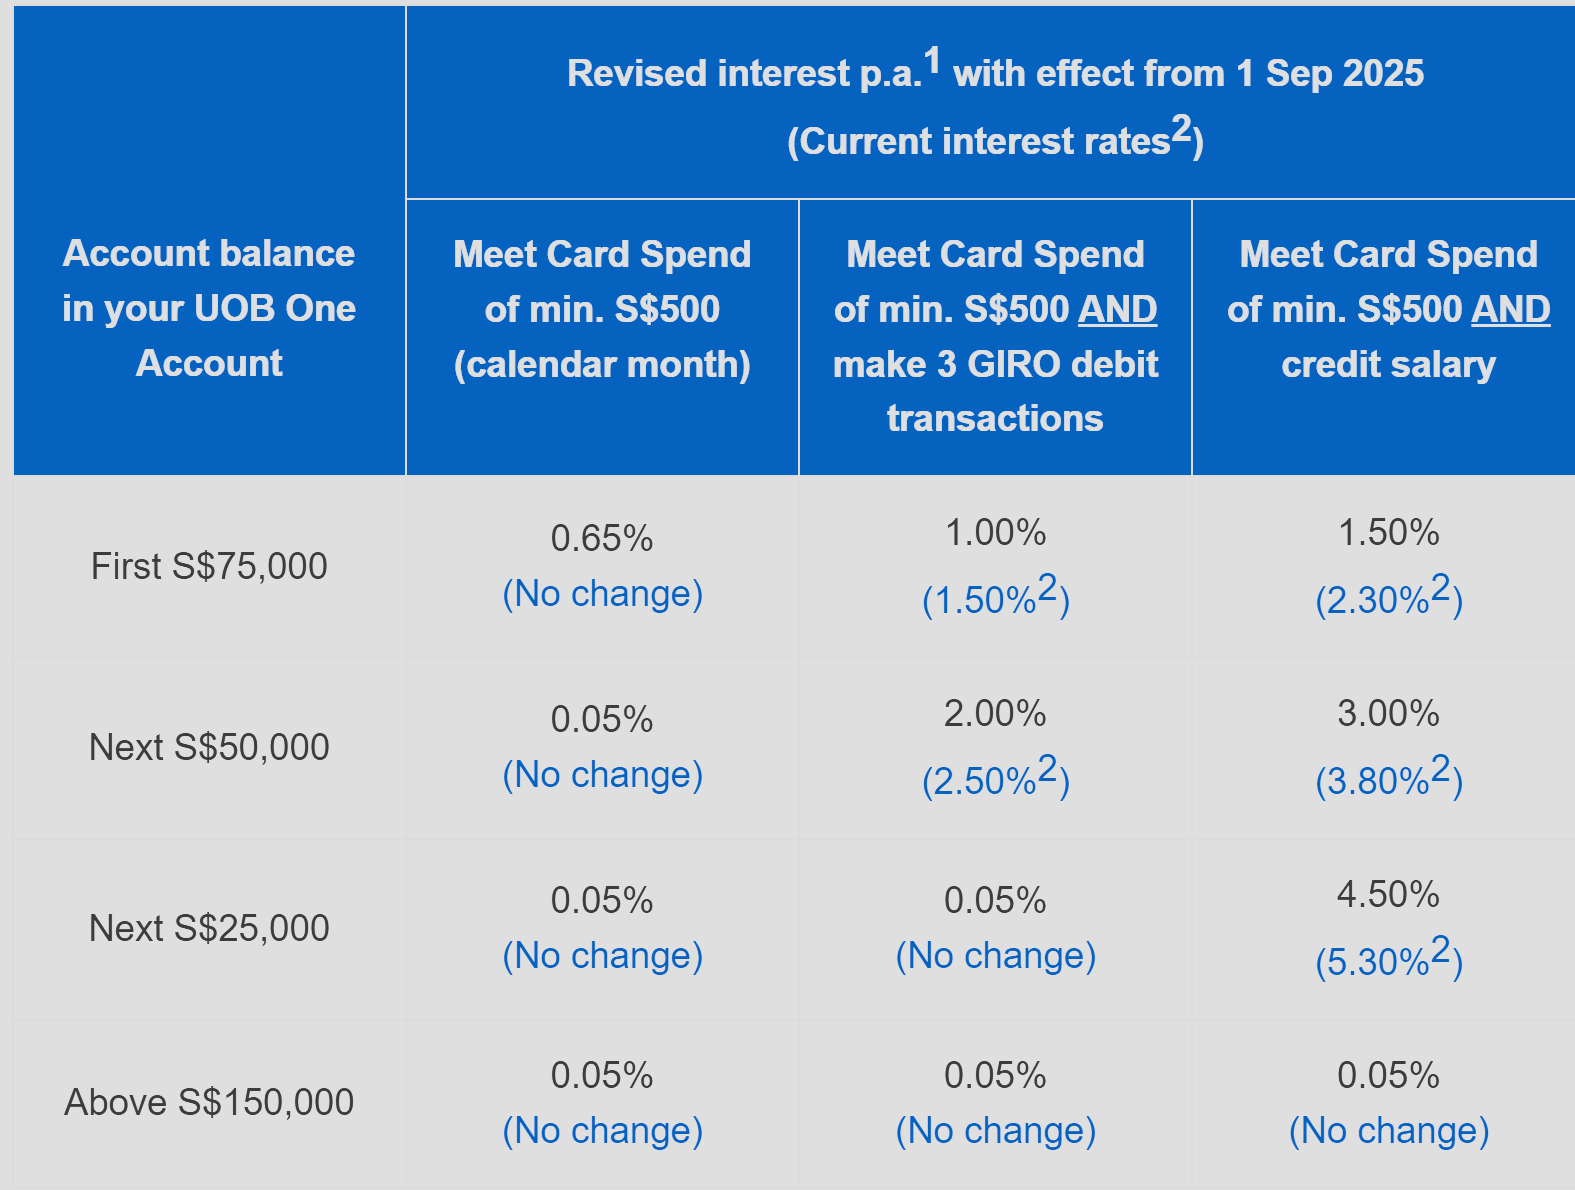 Revised interest p.a.1 with effect from 1 Sep 2025
(Current interest rates2)
Account balance
in your UOB One
Account
Meet Card Spend
of min. S$500
(calendar month)
Meet Card Spend
of min. S$500 AND
make 3 GIRO debit
transactions
Meet Card Spend
of min. S$500 AND
credit salary
First S$75,000
0.65%
(No change)
1.00%
(1.50%2)
1.50%
(2.30%2)
Next S$50,000
0.05%
(No change)
2.00%
(2.50%2)
3.00%
(3.80%2)
Next S$25,000
0.05%
(No change)
0.05%
(No change)
4.50%
(5.30%2)
Above S$150,000
0.05%
(No change)
0.05%
(No change)
0.05%
(No change)